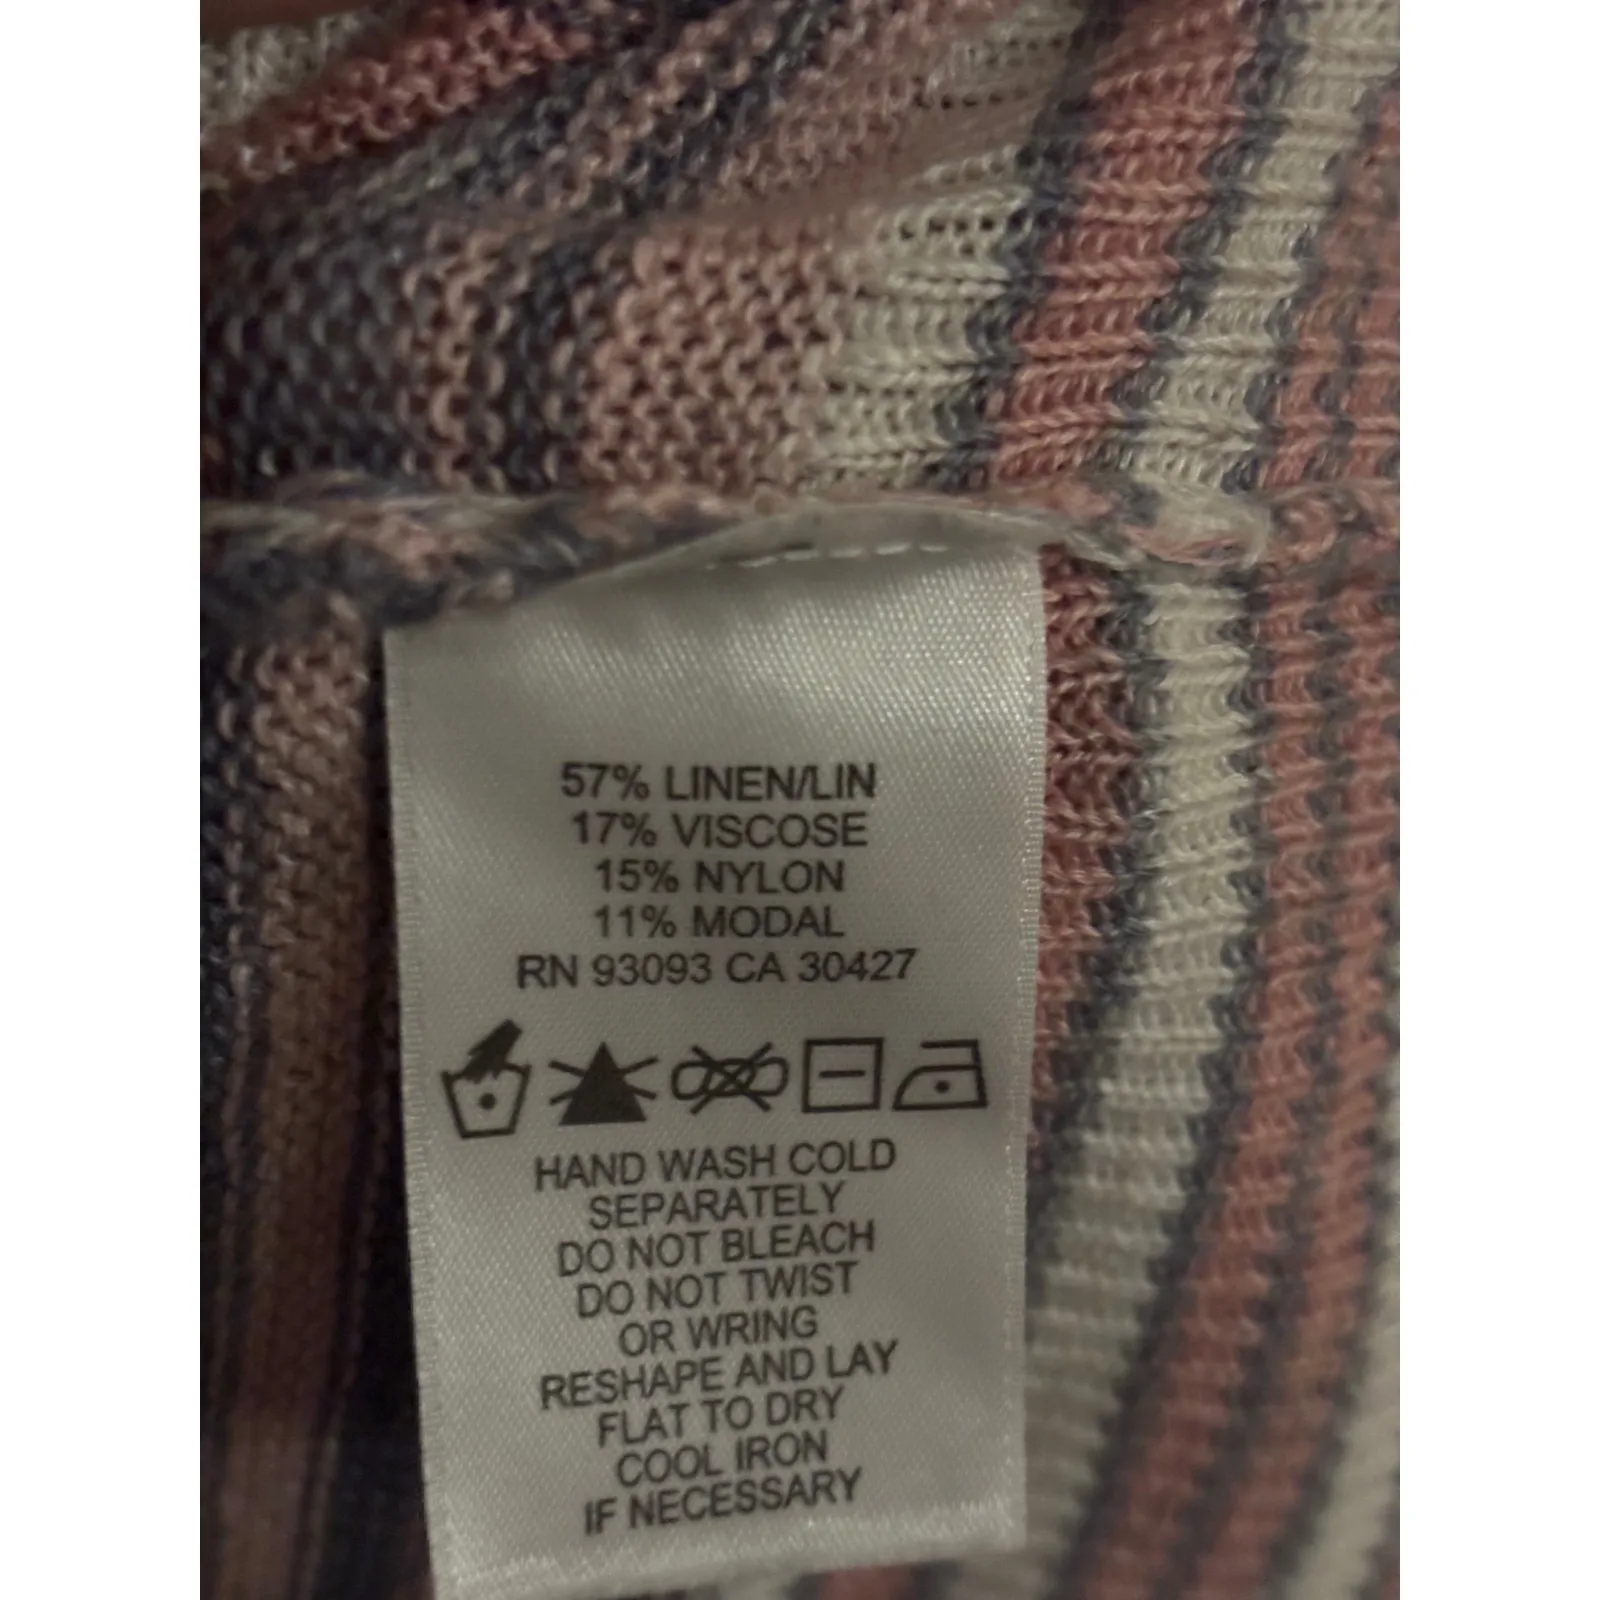 57% LINEN/LIN
17% VISCOSE
15% NYLON
11% MODAL
RN 93093 CA 30427
HAND WASH COLD
SEPARATELY
DO NOT BLEACH
DO NOT TWIST
OR WRING
RESHAPE AND LAY
FLAT TO DRY
COOL IRON
IF NECESSARY